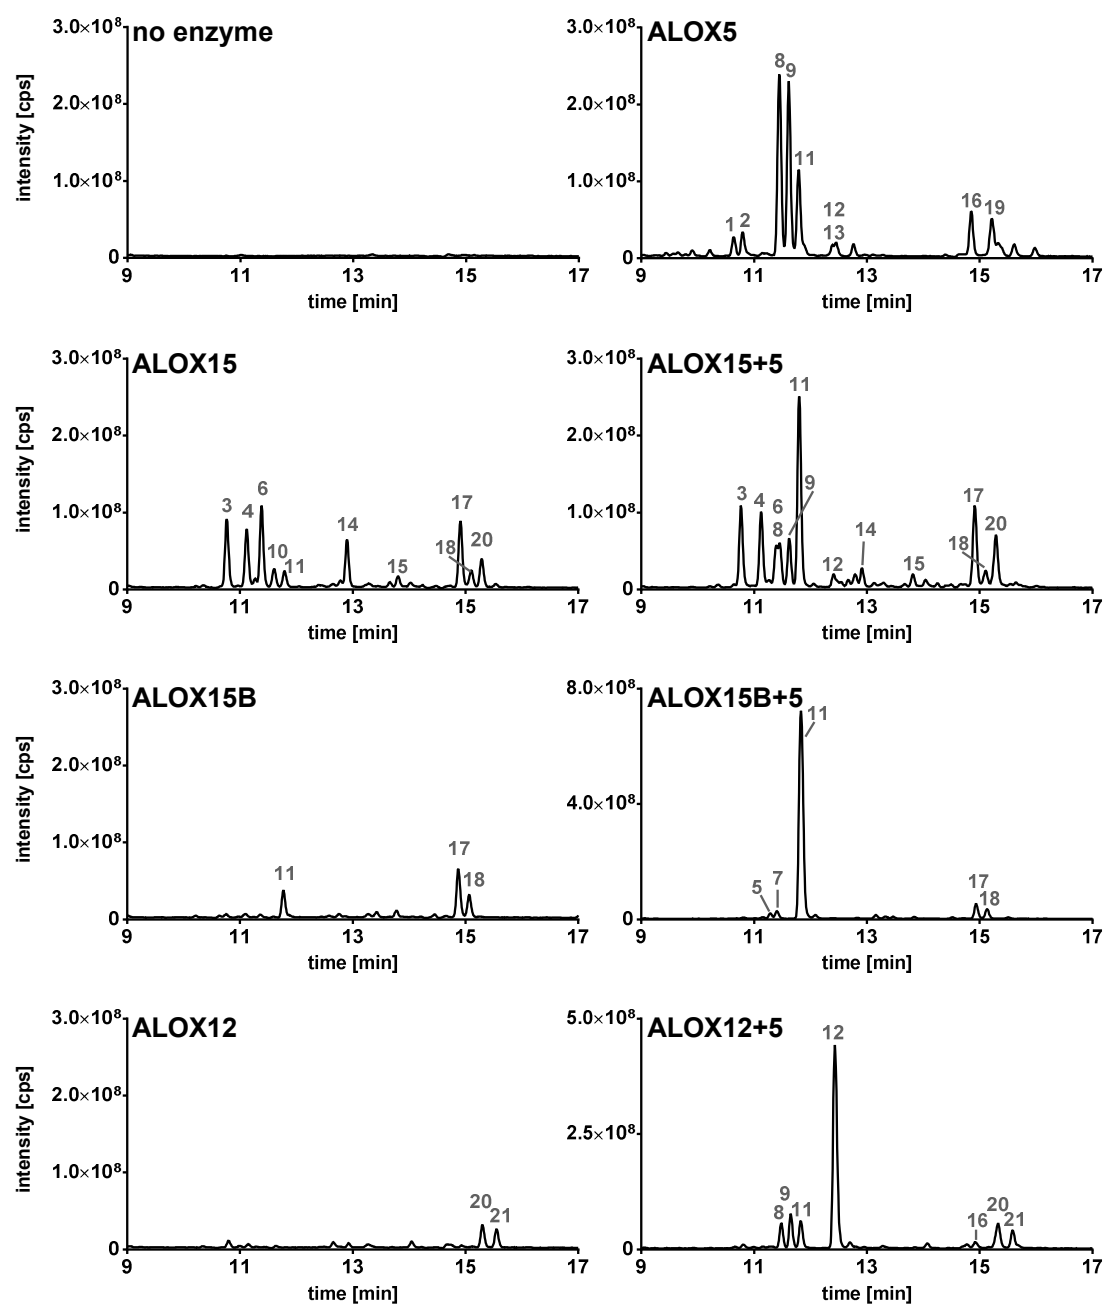 no enzyme
3.0×10⁸
2.0×10⁸
1.0×10⁸
0
intensity [cps]
9 11 13 15 17
time [min]
ALOX5
3.0×10⁸
2.0×10⁸
1.0×10⁸
0
8 9
11
1 2
12
13
16 19
9 11 13 15 17
time [min]
ALOX15
3.0×10⁸
2.0×10⁸
1.0×10⁸
0
intensity [cps]
3 4 6
10 11
14
15
17
18 20
9 11 13 15 17
time [min]
ALOX15+5
3.0×10⁸
2.0×10⁸
1.0×10⁸
0
11
3 4 6
8
9
12
14
15
17
18 20
9 11 13 15 17
time [min]
ALOX15B
3.0×10⁸
2.0×10⁸
1.0×10⁸
0
intensity [cps]
11
17
18
9 11 13 15 17
time [min]
ALOX15B+5
8.0×10⁸
4.0×10⁸
0
11
5 7
17
18
9 11 13 15 17
time [min]
ALOX12
3.0×10⁸
2.0×10⁸
1.0×10⁸
0
intensity [cps]
20
21
9 11 13 15 17
time [min]
ALOX12+5
5.0×10⁸
2.5×10⁸
0
12
9
8 11
16
20
21
9 11 13 15 17
time [min]